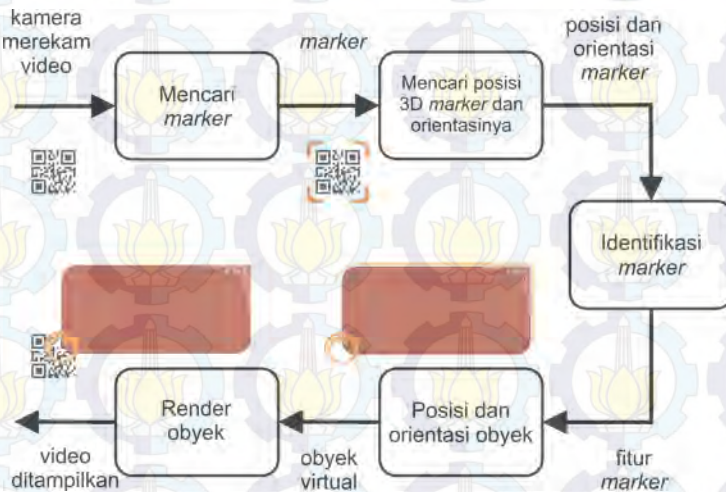 kamera
merekam
video
marker
posisi dan
orientasi
marker
Mencari
marker
Mencari posisi
3D marker dan
orientasinya
Identifikasi
marker
Render
obyek
Posisi dan
orientasi obyek
video
ditampilkan
obyek
virtual
fitur
marker